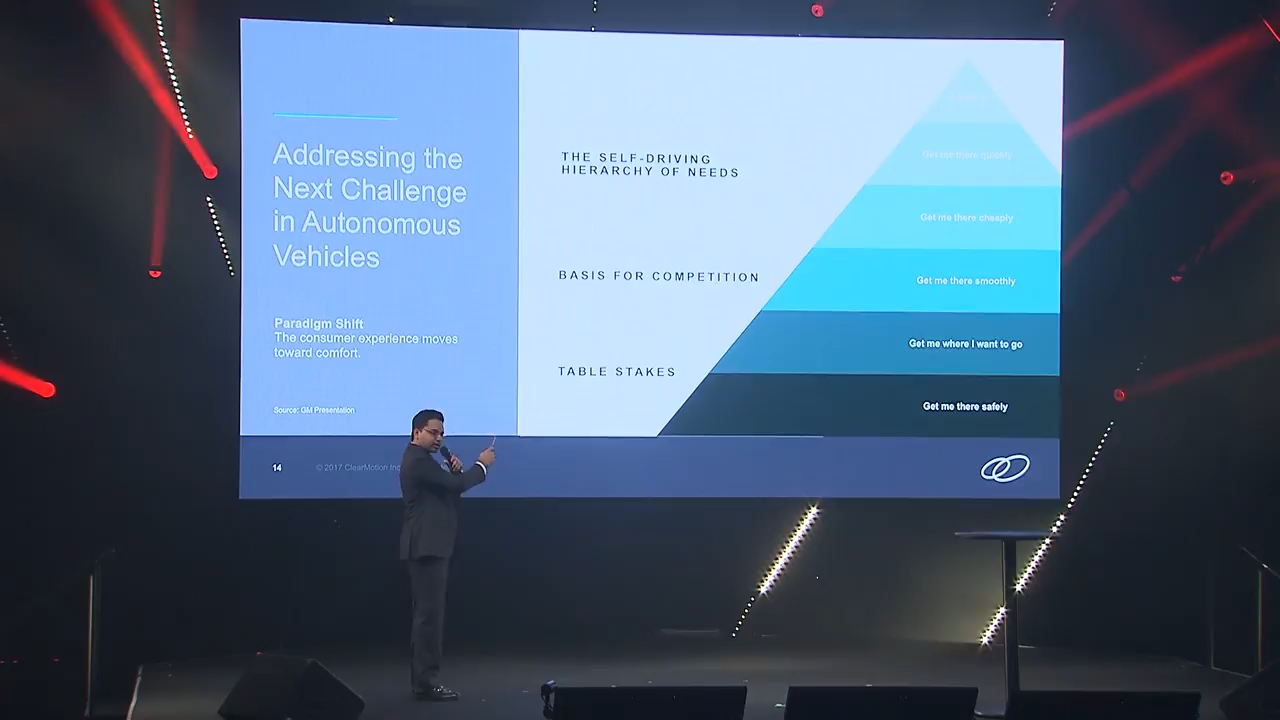 Addressing the
Next Challenge
in Autonomous
Vehicles
Paradigm Shift
The consumer experience moves
toward comfort.
Source: GM Presentation
14
© 2017 ClearMotion Inc
THE SELF-DRIVING
HIERARCHY OF NEEDS
BASIS FOR COMPETITION
TABLE STAKES
Get me there quickly
Get me there cheaply
Get me there smoothly
Get me where I want to go
Get me there safely